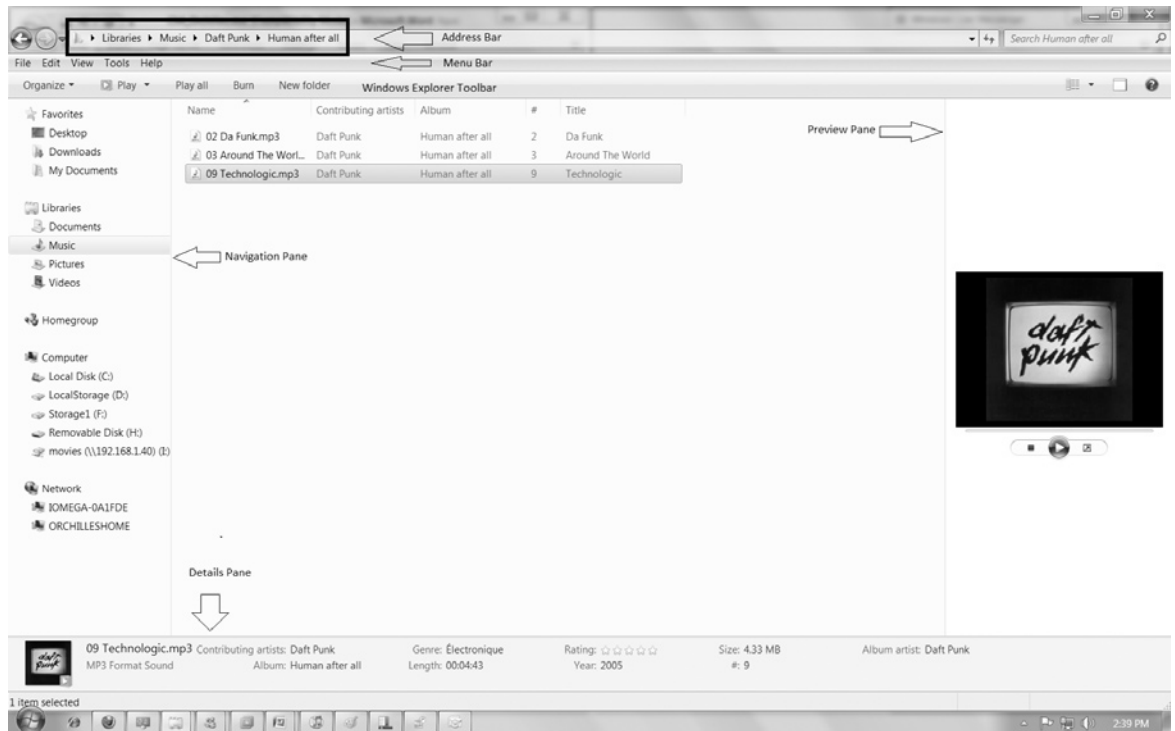 Libraries ▸ Music ▸ Daft Punk ▸ Human after all
Address Bar
Search Human after all
File Edit View Tools Help
Menu Bar
Organize Play Play all Burn New folder
Windows Explorer Toolbar
Name Contributing artists Album # Title
02 Da Funk.mp3 Daft Punk Human after all 2 Da Funk
03 Around The Worl... Daft Punk Human after all 3 Around The World
09 Technologic.mp3 Daft Punk Human after all 9 Technologic
Preview Pane
Favorites
Desktop
Downloads
My Documents
Libraries
Documents
Music
Pictures
Videos
Navigation Pane
Homegroup
Computer
Local Disk (C:)
LocalStorage (D:)
Storage1 (F:)
Removable Disk (H:)
movies (\\192.168.1.40) (I:)
Network
IOMEGA-0A1FDE
ORCHILLESHOME
daft
punk
Details Pane
09 Technologic.mp3 Contributing artists: Daft Punk Genre: Électronique Rating: Size: 4.33 MB Album artist: Daft Punk
MP3 Format Sound Album: Human after all Length: 00:04:43 Year: 2005 #: 9
daft
punk
1 item selected
2:39 PM